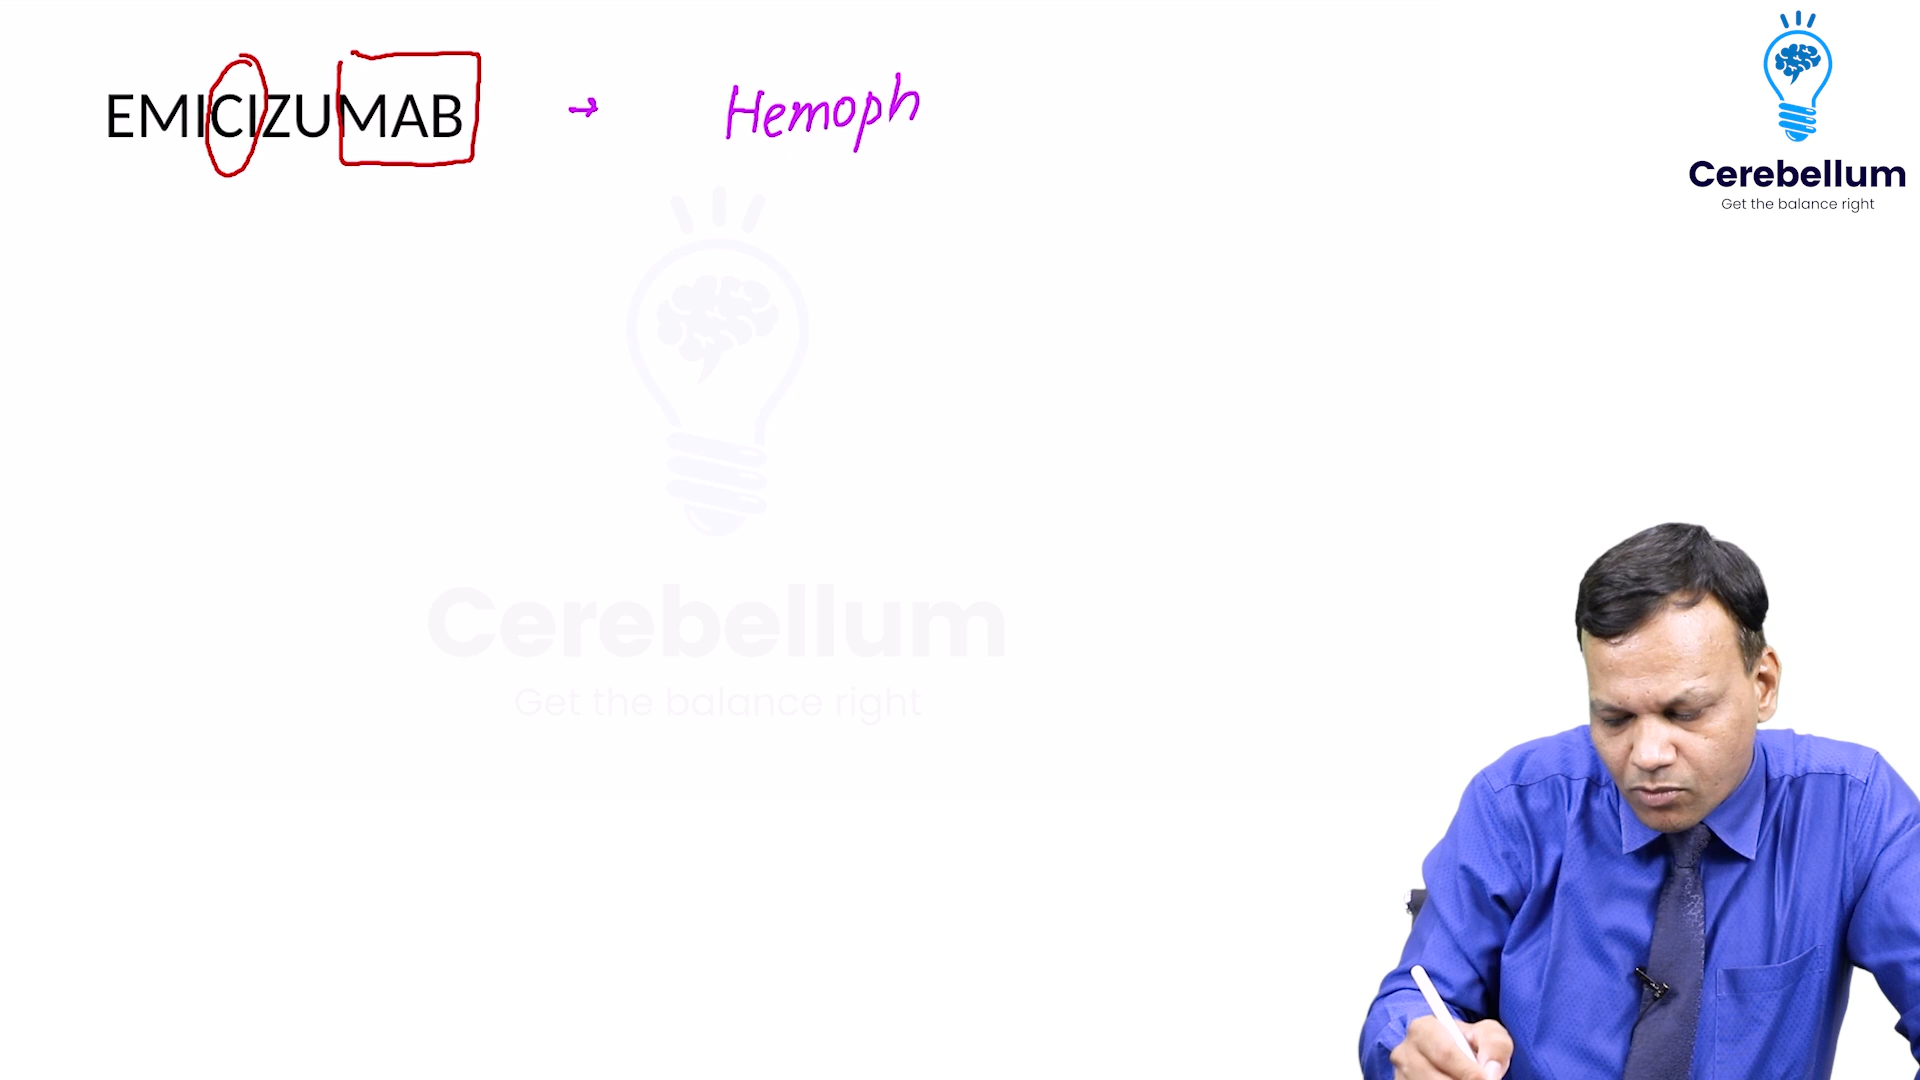 EMICIZUMAB → Hemoph
Cerebellum
Get the balance right
Cerebellum
Get the balance right